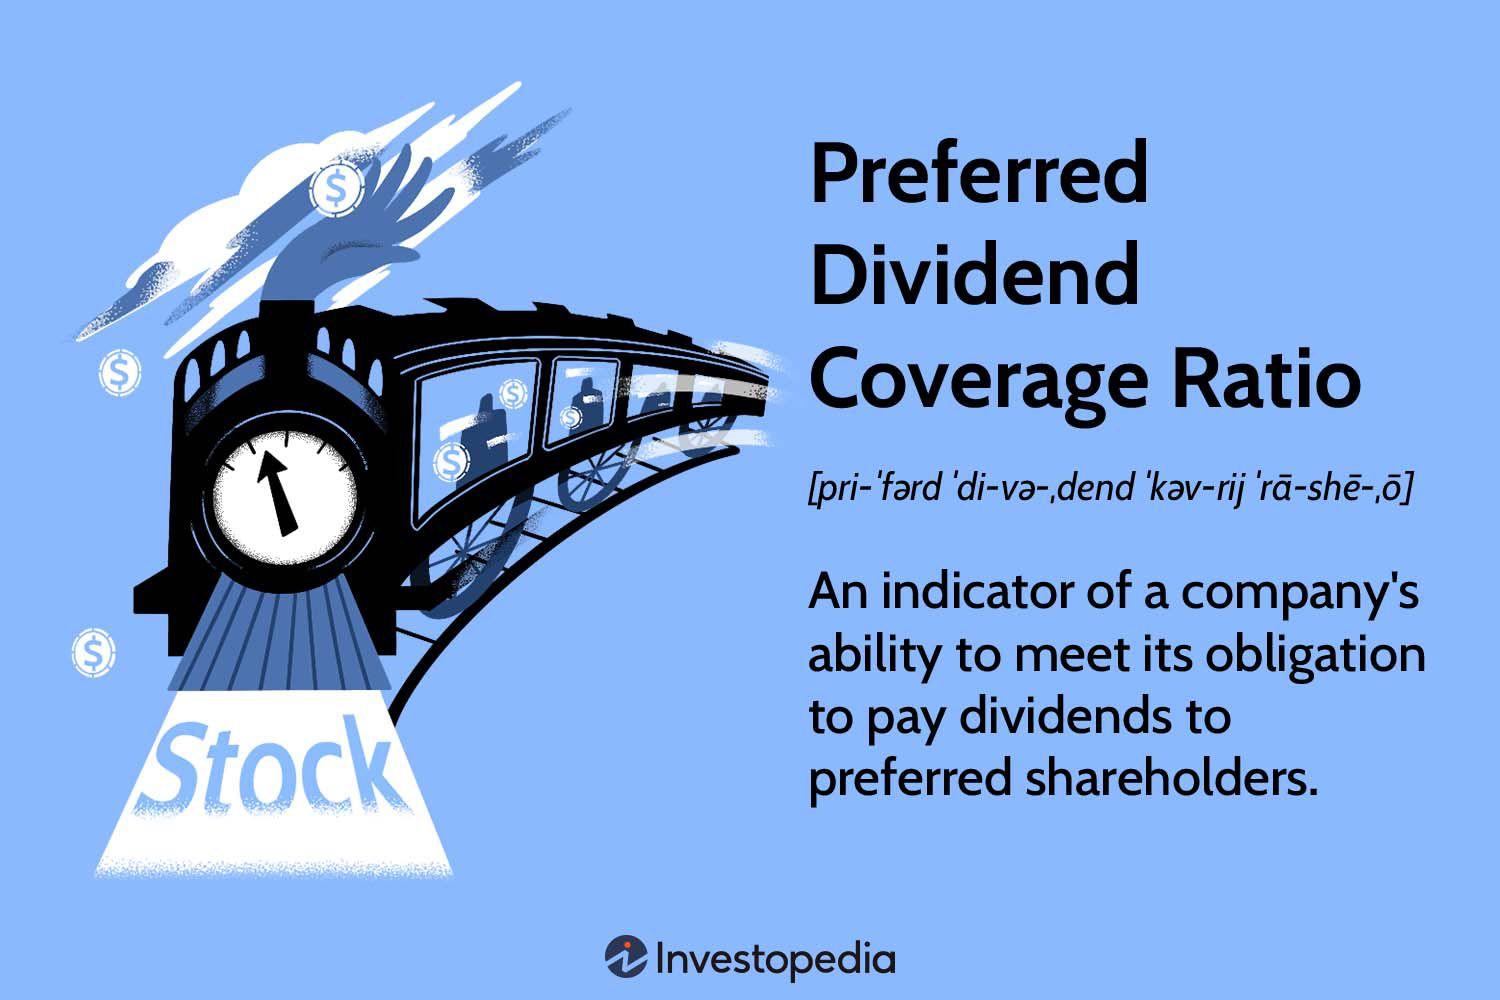 Preferred
Dividend
Coverage Ratio
[pri-ˈfərd ˈdi-və-ˌdend ˈkəv-rij ˈrā-shē-ˌō]
An indicator of a company's
ability to meet its obligation
to pay dividends to
preferred shareholders.
$
$
$
$
$
$
Stock
Investopedia